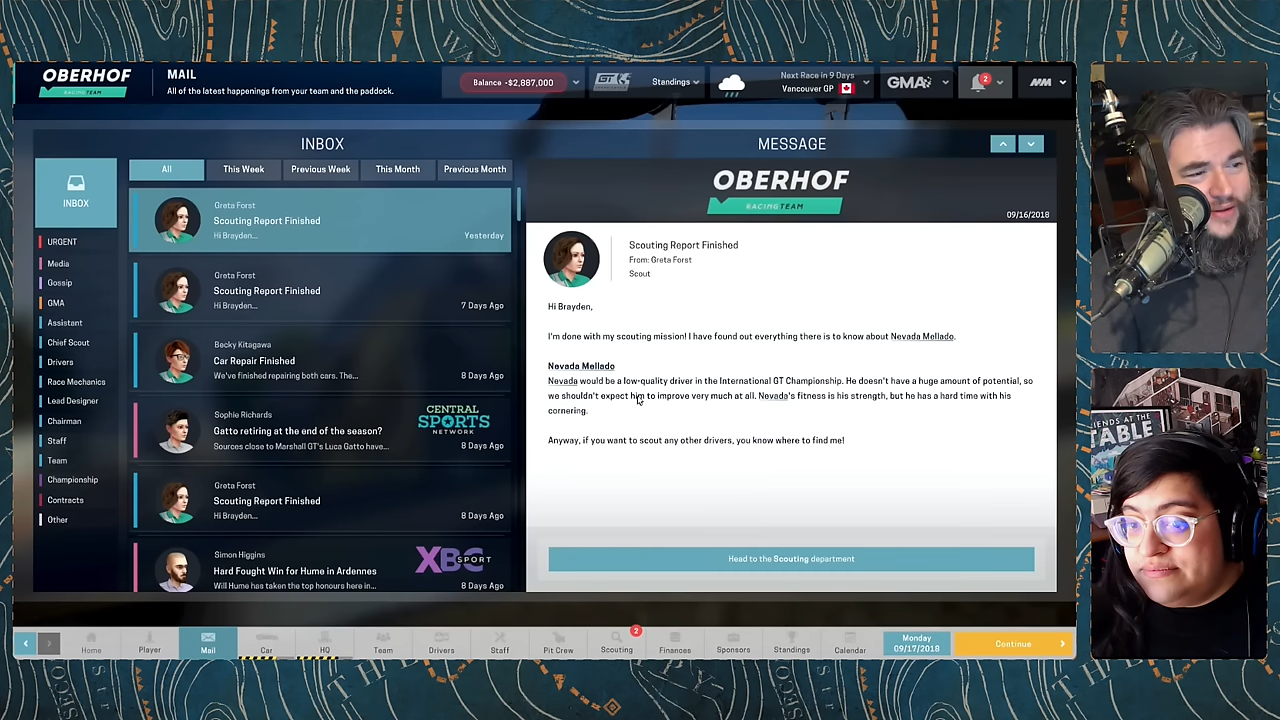 OBERHOF
RACING TEAM
MAIL
All of the latest happenings from your team and the paddock.
Balance -$2,887,000
GT
Standings
Next Race in 9 Days
Vancouver GP
GMA
2
INBOX
MESSAGE
INBOX
URGENT
Media
Gossip
GMA
Assistant
Chief Scout
Drivers
Race Mechanics
Lead Designer
Chairman
Staff
Team
Championship
Contracts
Other
All
This Week
Previous Week
This Month
Previous Month
Greta Forst
Scouting Report Finished
Hi Brayden...
Yesterday
Greta Forst
Scouting Report Finished
Hi Brayden...
7 Days Ago
Becky Kitagawa
Car Repair Finished
We've finished repairing both cars. The...
8 Days Ago
Sophie Richards
Gatto retiring at the end of the season?
Sources close to Marshall GT's Luca Gatto have...
CENTRAL
SPORTS
NETWORK
8 Days Ago
Greta Forst
Scouting Report Finished
Hi Brayden...
8 Days Ago
Simon Higgins
Hard Fought Win for Hume in Ardennes
Will Hume has taken the top honours here in...
XBC SPORT
8 Days Ago
OBERHOF
RACING TEAM
09/16/2018
Scouting Report Finished
From: Greta Forst
Scout
Hi Brayden,
I'm done with my scouting mission! I have found out everything there is to know about Nevada Mellado.
Nevada Mellado
Nevada would be a low-quality driver in the International GT Championship. He doesn't have a huge amount of potential, so
we shouldn't expect him to improve very much at all. Nevada's fitness is his strength, but he has a hard time with his
cornering.
Anyway, if you want to scout any other drivers, you know where to find me!
Head to the Scouting department
Home
Player
Mail
Car
HQ
Team
Drivers
Staff
Pit Crew
2
Scouting
Finances
Sponsors
Standings
Calendar
Monday
09/17/2018
Continue
FRIENDS AT THE
TABLE